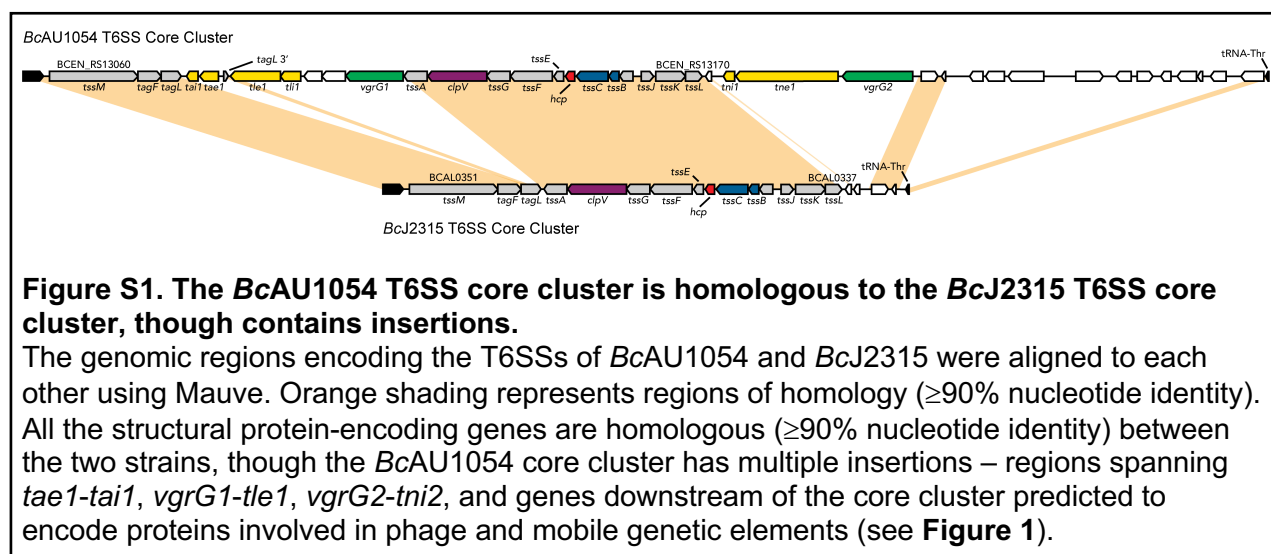 BcAU1054 T6SS Core Cluster
BCEN_RS13060
tagL 3'
tssE
BCEN_RS13170
tRNA-Thr
tssM tagF tagL tai1 tae1 tle1 tli1 vgrG1 tssA clpV tssG tssF hcp tssC tssB tssJ tssK tssL tni1 tne1 vgrG2
BCAL0351
tssE
BCAL0337
tRNA-Thr
tssM tagF tagL tssA clpV tssG tssF hcp tssC tssB tssJ tssK tssL
BcJ2315 T6SS Core Cluster
Figure S1. The BcAU1054 T6SS core cluster is homologous to the BcJ2315 T6SS core
cluster, though contains insertions.
The genomic regions encoding the T6SSs of BcAU1054 and BcJ2315 were aligned to each
other using Mauve. Orange shading represents regions of homology (≥90% nucleotide identity).
All the structural protein-encoding genes are homologous (≥90% nucleotide identity) between
the two strains, though the BcAU1054 core cluster has multiple insertions – regions spanning
tae1-tai1, vgrG1-tle1, vgrG2-tni2, and genes downstream of the core cluster predicted to
encode proteins involved in phage and mobile genetic elements (see Figure 1).